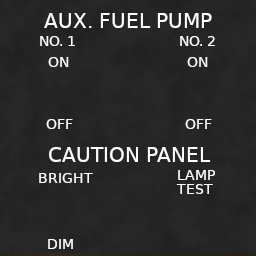 AUX. FUEL PUMP
NO. 1 NO. 2
ON ON
OFF OFF
CAUTION PANEL
BRIGHT LAMP
TEST
DIM